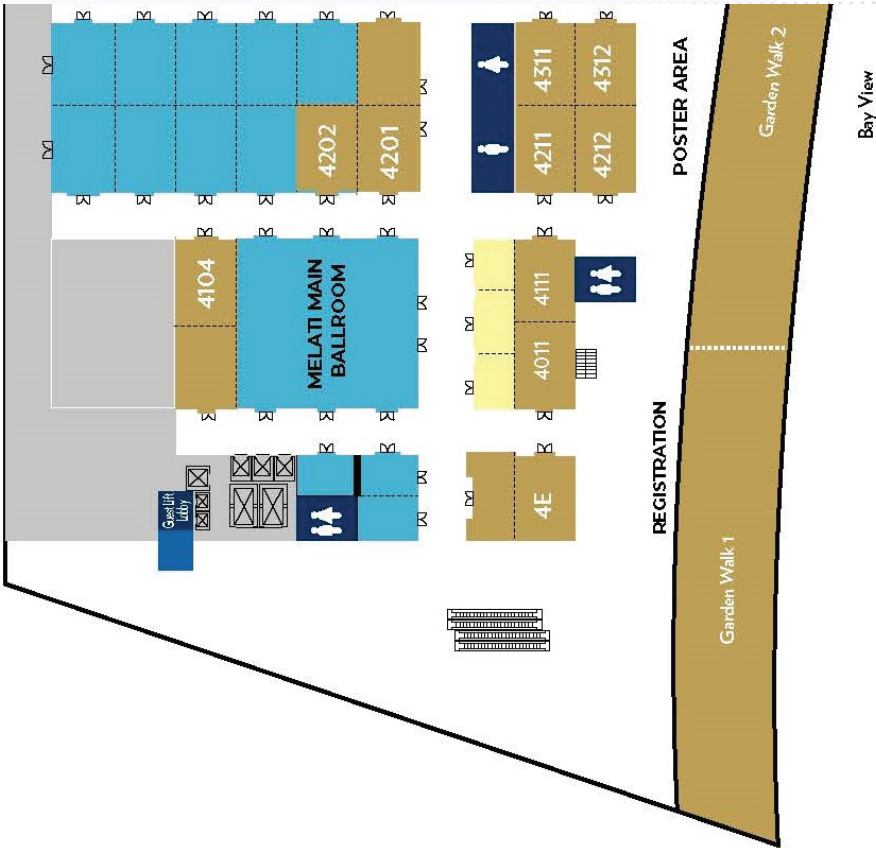 4202
4201
4311
4312
4211
4212
POSTER AREA
Garden Walk 2
Bay View
4104
MELATI MAIN
BALLROOM
4111
4011
REGISTRATION
Guest Lift
Lobby
4E
Garden Walk 1